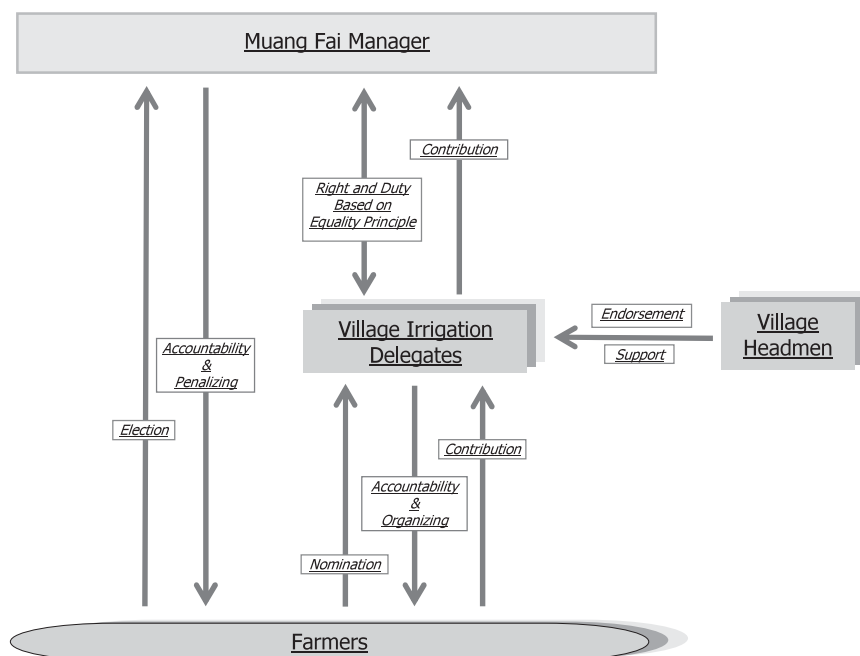 Muang Fai Manager
Contribution
Right and Duty
Based on
Equality Principle
Endorsement
Village Irrigation
Delegates
Village
Headmen
Support
Accountability
&
Penalizing
Election
Contribution
Accountability
&
Organizing
Nomination
Farmers